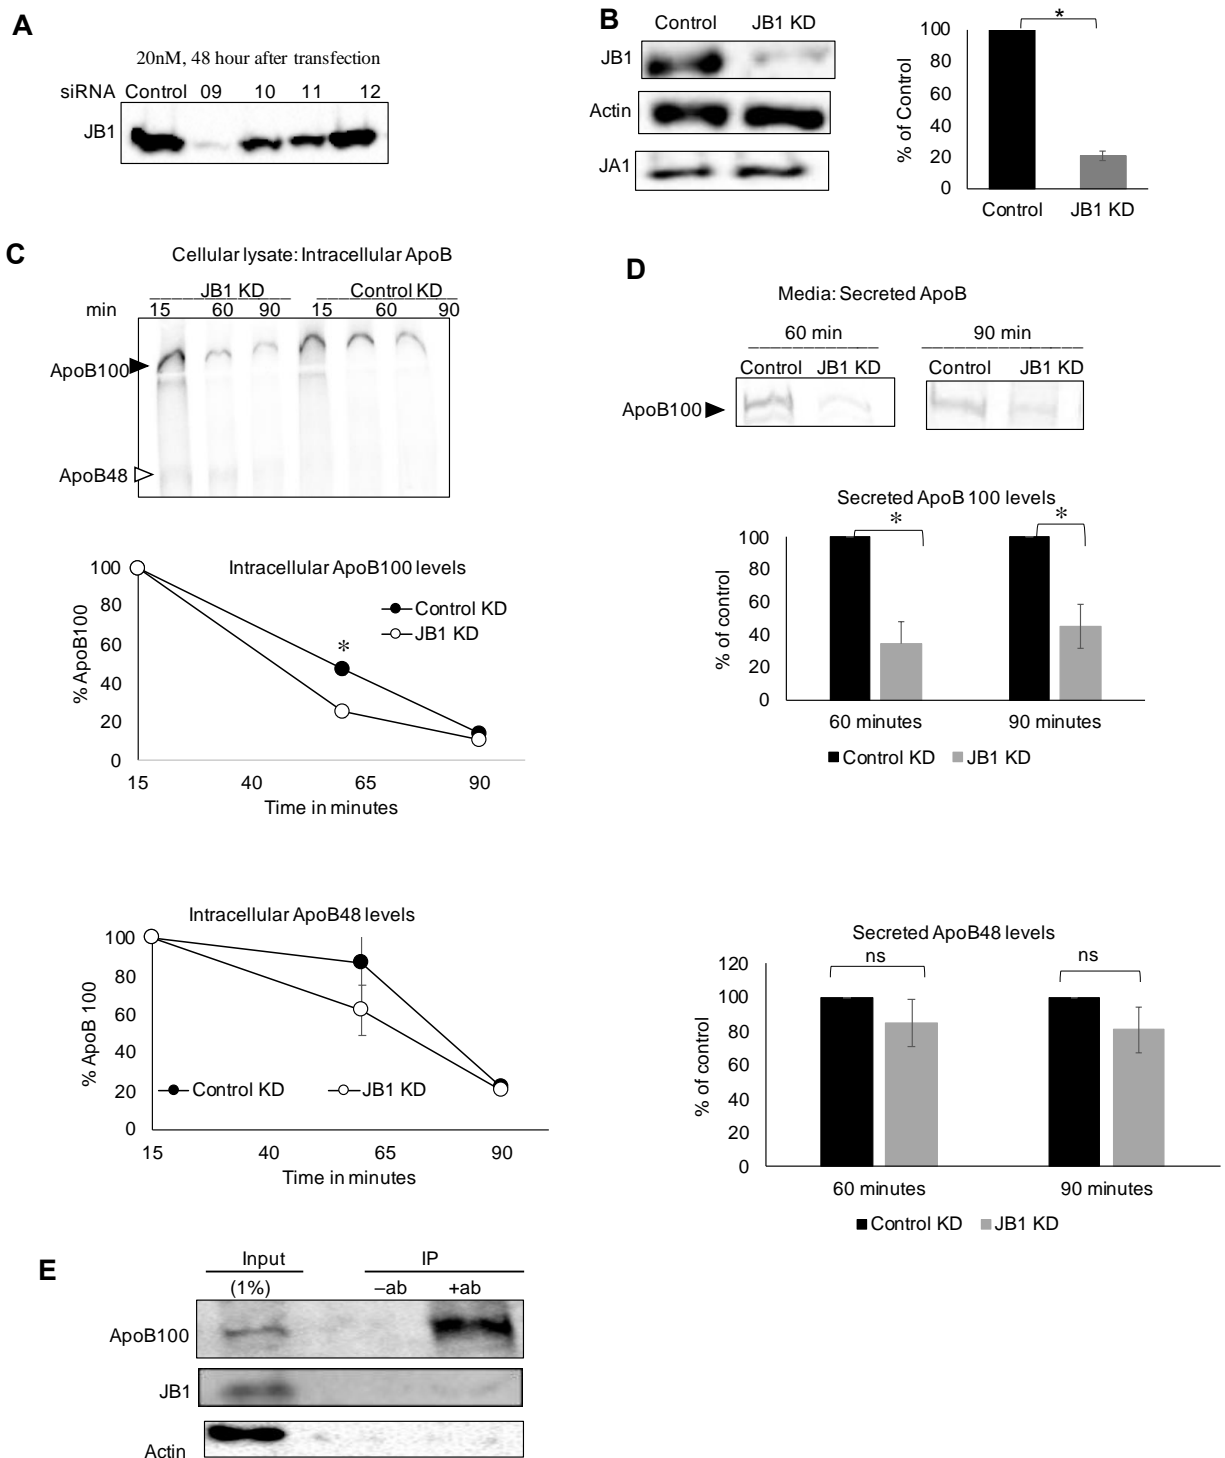 A
20nM, 48 hour after transfection
siRNA Control 09 10 11 12
JB1
B
Control JB1 KD
JB1
Actin
JA1
% of Control
100
80
60
40
20
0
*
Control JB1 KD
C
Cellular lysate: Intracellular ApoB
JB1 KD Control KD
min 15 60 90 15 60 90
ApoB100
ApoB48
Intracellular ApoB100 levels
% ApoB100
100
80
60
40
20
0
Control KD
JB1 KD
*
15 40 65 90
Time in minutes
Intracellular ApoB48 levels
% ApoB 100
100
80
60
40
20
0
Control KD JB1 KD
15 40 65 90
Time in minutes
D
Media: Secreted ApoB
60 min 90 min
Control JB1 KD Control JB1 KD
ApoB100
Secreted ApoB 100 levels
% of control
100
80
60
40
20
0
* *
60 minutes 90 minutes
Control KD JB1 KD
Secreted ApoB48 levels
% of control
120
100
80
60
40
20
0
ns ns
60 minutes 90 minutes
Control KD JB1 KD
E
Input IP
(1%) –ab +ab
ApoB100
JB1
Actin